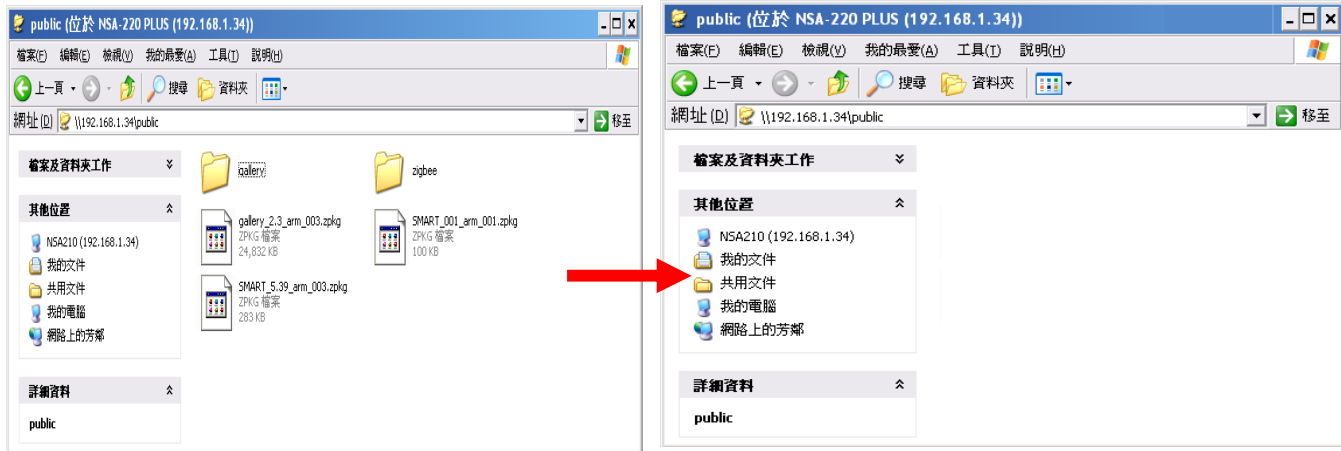 public (位於 NSA-220 PLUS (192.168.1.34))
檔案(F) 編輯(E) 檢視(V) 我的最愛(A) 工具(T) 說明(H)
上一頁 搜尋 資料夾
網址(D) \\192.168.1.34\public 移至
檔案及資料夾工作
其他位置
NSA210 (192.168.1.34)
我的文件
共用文件
我的電腦
網路上的芳鄰
詳細資料
public
gallery
zigbee
gallery_2.3_arm_003.zpkg
ZPKG 檔案
24,832 KB
SMART_001_arm_001.zpkg
ZPKG 檔案
100 KB
SMART_5.39_arm_003.zpkg
ZPKG 檔案
283 KB
public (位於 NSA-220 PLUS (192.168.1.34))
檔案(F) 編輯(E) 檢視(V) 我的最愛(A) 工具(T) 說明(H)
上一頁 搜尋 資料夾
網址(D) \\192.168.1.34\public 移至
檔案及資料夾工作
其他位置
NSA210 (192.168.1.34)
我的文件
共用文件
我的電腦
網路上的芳鄰
詳細資料
public